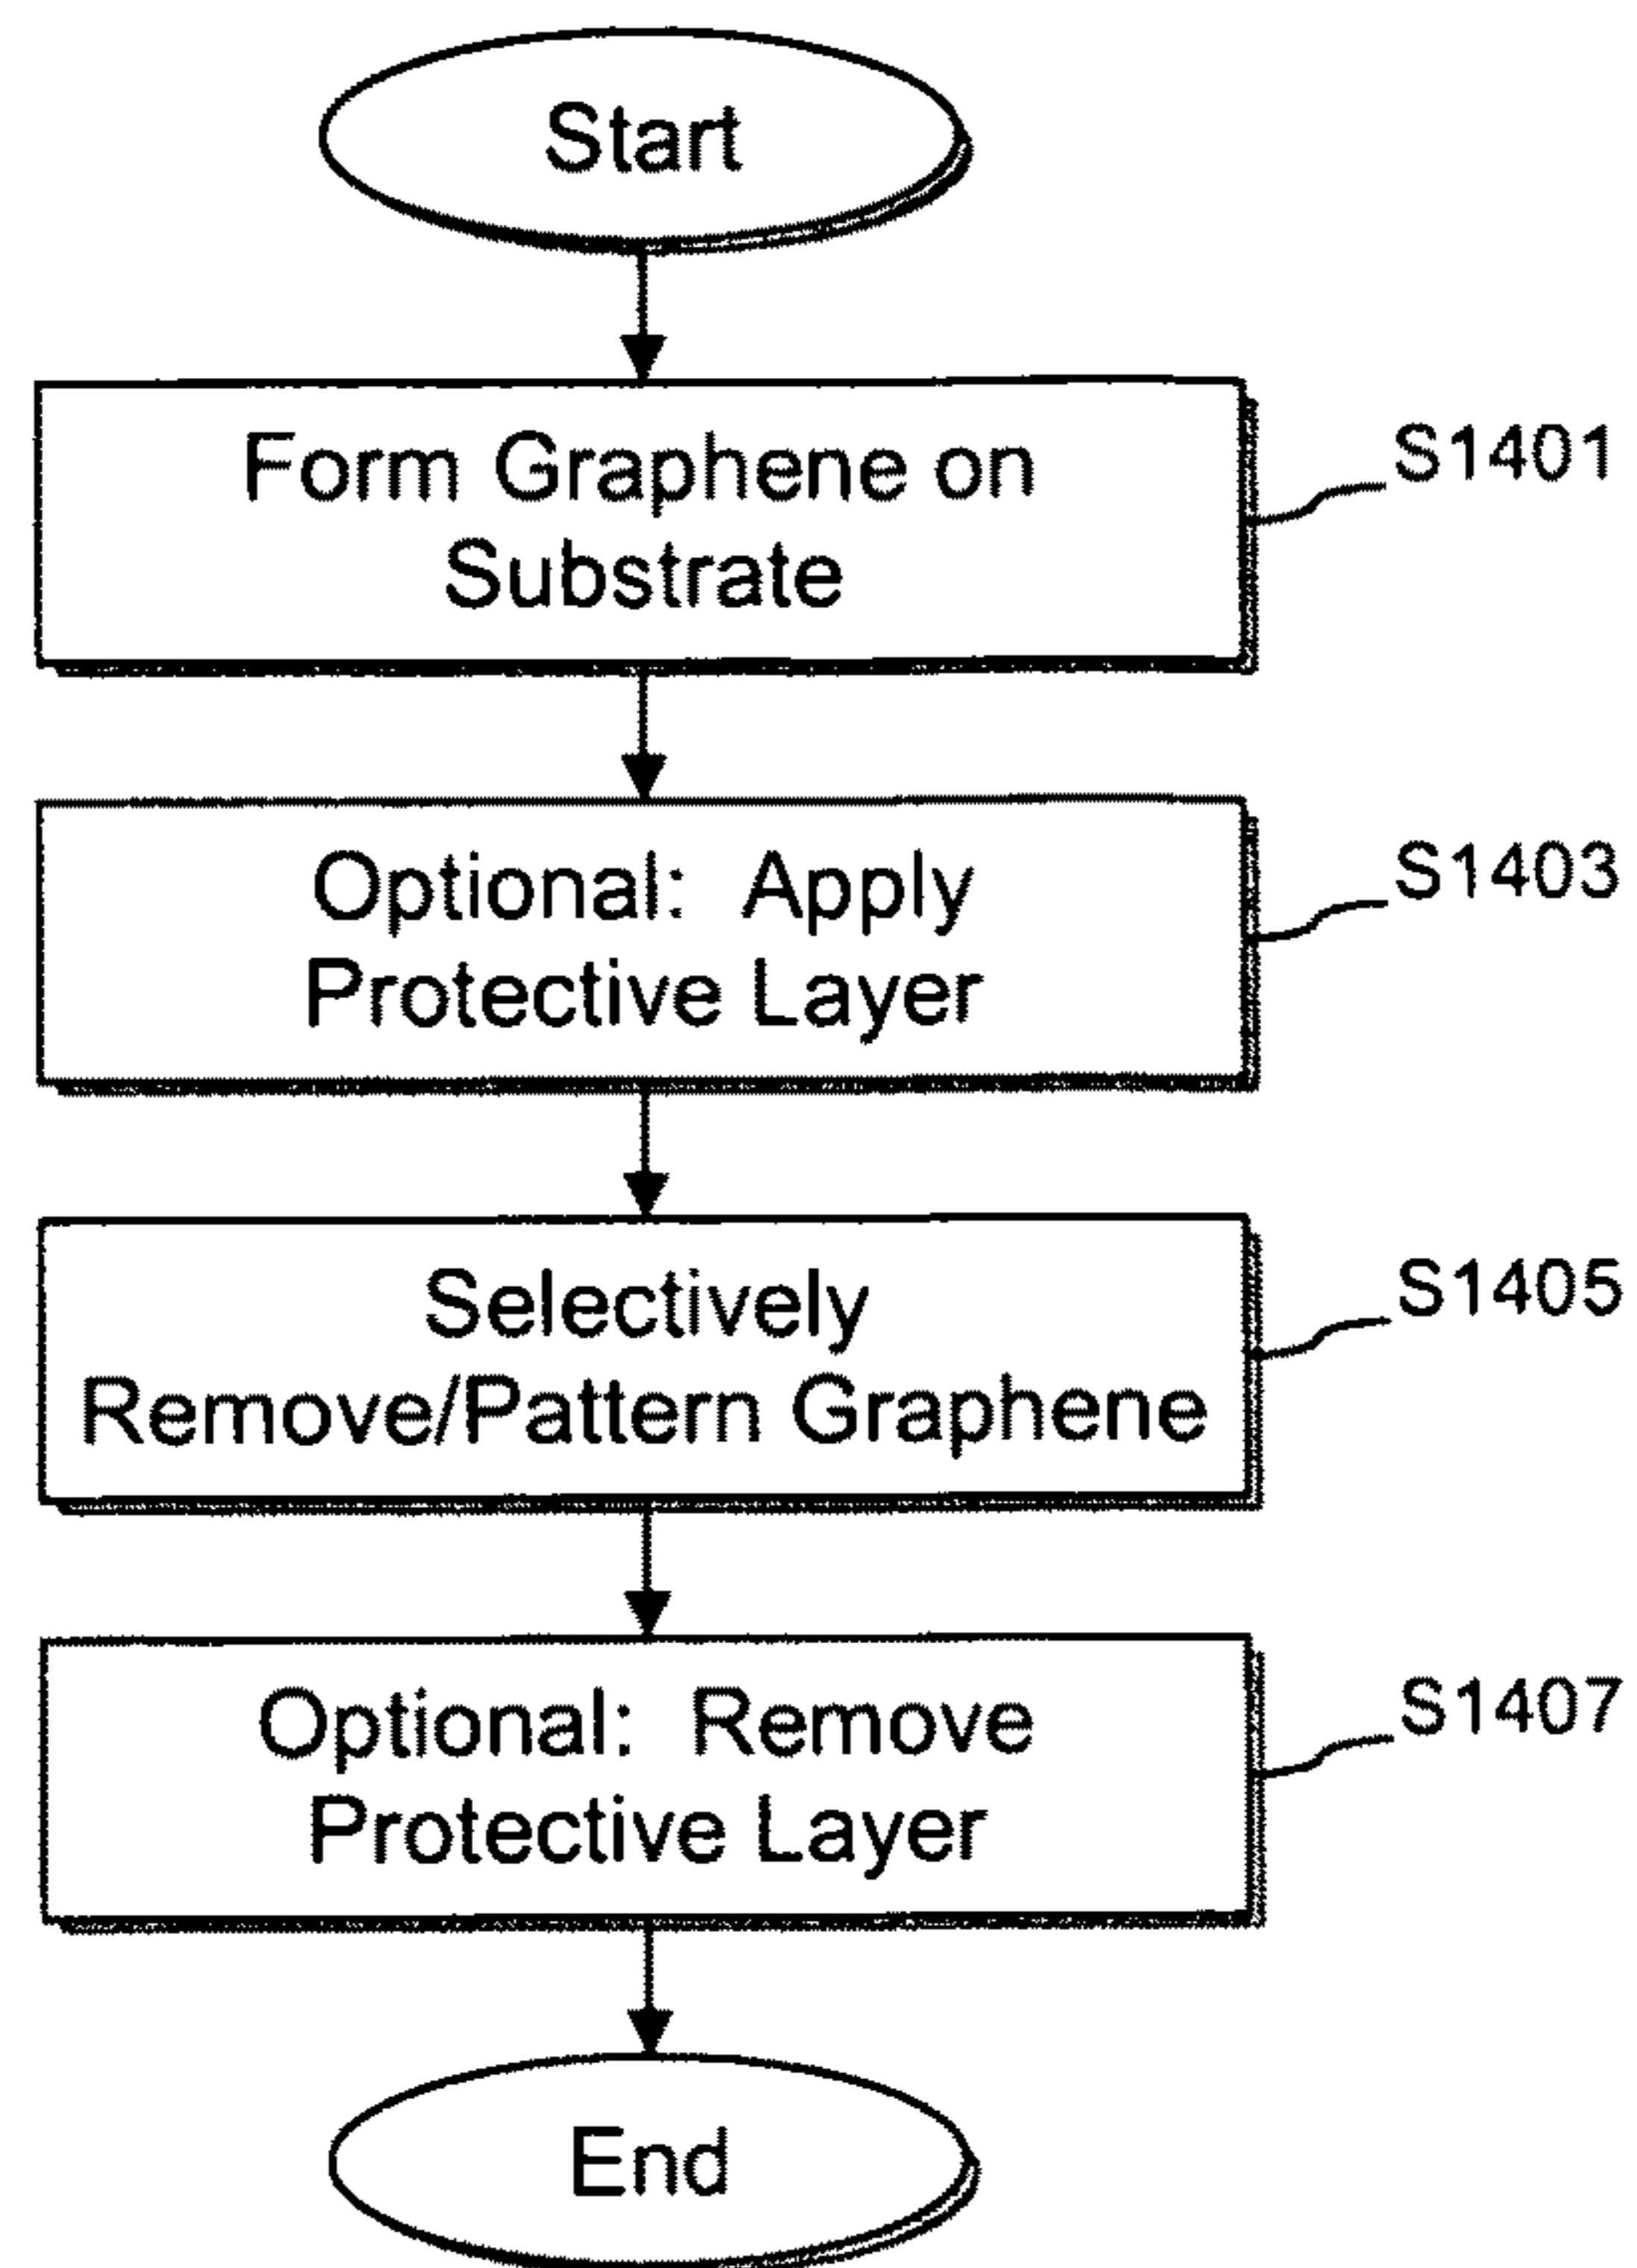 Start
Form Graphene on
Substrate
S1401
Optional: Apply
Protective Layer
S1403
Selectively
Remove/Pattern Graphene
S1405
Optional: Remove
Protective Layer
S1407
End